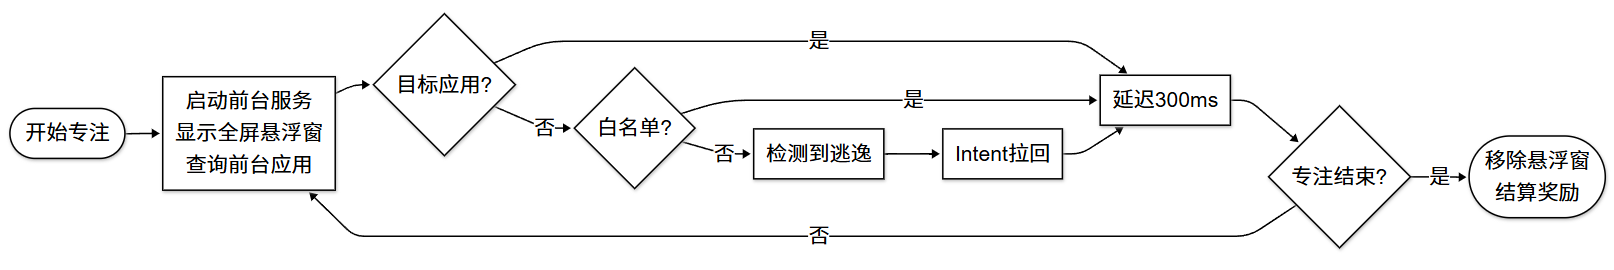 开始专注
启动前台服务
显示全屏悬浮窗
查询前台应用
目标应用?
是
否
白名单?
是
否
检测到逃逸
Intent拉回
延迟300ms
专注结束?
是
否
移除悬浮窗
结算奖励